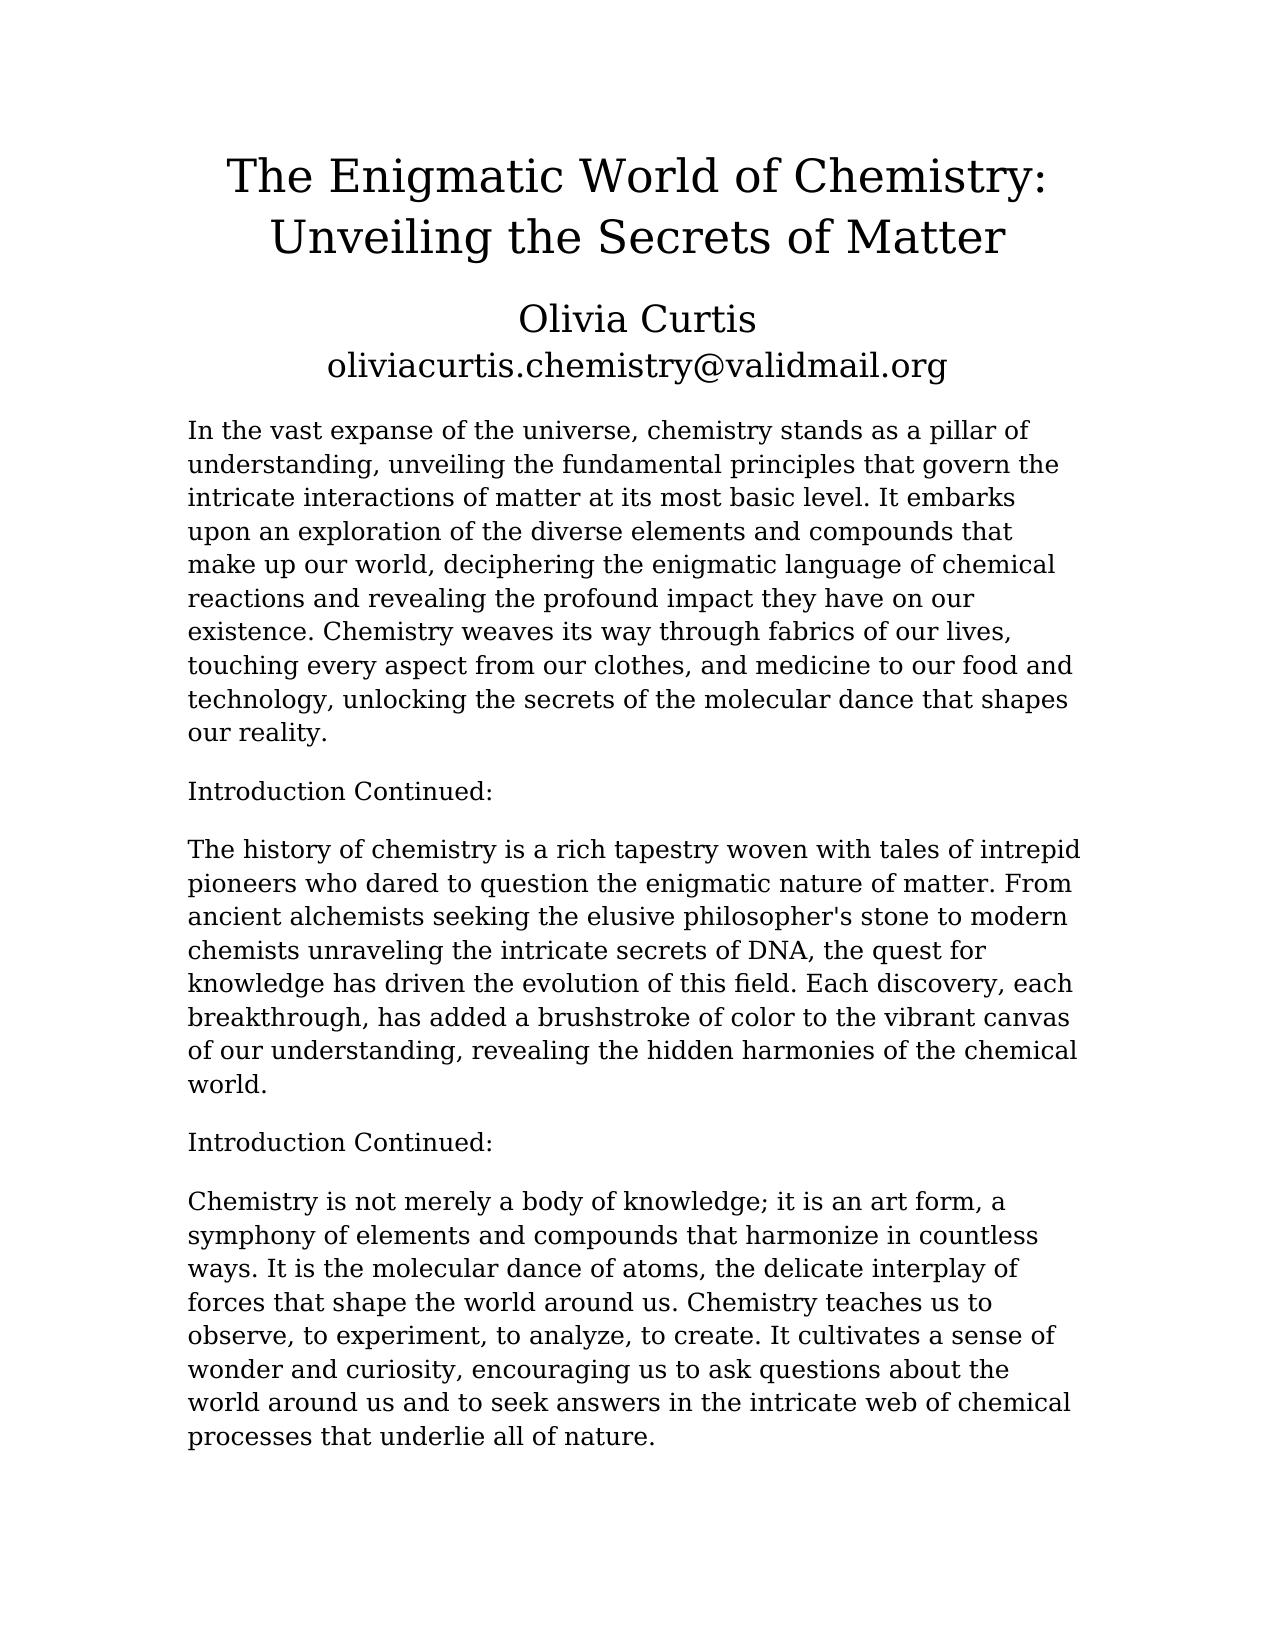 The Enigmatic World of Chemistry:
Unveiling the Secrets of Matter
Olivia Curtis
oliviacurtis.chemistry@validmail.org
In the vast expanse of the universe, chemistry stands as a pillar of
understanding, unveiling the fundamental principles that govern the
intricate interactions of matter at its most basic level. It embarks
upon an exploration of the diverse elements and compounds that
make up our world, deciphering the enigmatic language of chemical
reactions and revealing the profound impact they have on our
existence. Chemistry weaves its way through fabrics of our lives,
touching every aspect from our clothes, and medicine to our food and
technology, unlocking the secrets of the molecular dance that shapes
our reality.
Introduction Continued:
The history of chemistry is a rich tapestry woven with tales of intrepid
pioneers who dared to question the enigmatic nature of matter. From
ancient alchemists seeking the elusive philosopher's stone to modern
chemists unraveling the intricate secrets of DNA, the quest for
knowledge has driven the evolution of this field. Each discovery, each
breakthrough, has added a brushstroke of color to the vibrant canvas
of our understanding, revealing the hidden harmonies of the chemical
world.
Introduction Continued:
Chemistry is not merely a body of knowledge; it is an art form, a
symphony of elements and compounds that harmonize in countless
ways. It is the molecular dance of atoms, the delicate interplay of
forces that shape the world around us. Chemistry teaches us to
observe, to experiment, to analyze, to create. It cultivates a sense of
wonder and curiosity, encouraging us to ask questions about the
world around us and to seek answers in the intricate web of chemical
processes that underlie all of nature.